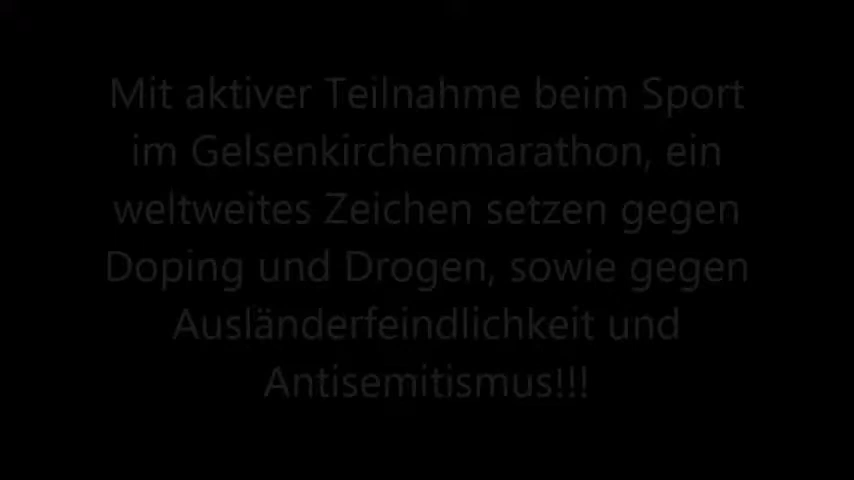 Mit aktiver Teilnahme beim Sport
im Gelsenkirchenmarathon, ein
weltweites Zeichen setzen gegen
Doping und Drogen, sowie gegen
Ausländerfeindlichkeit und
Antisemitismus!!!